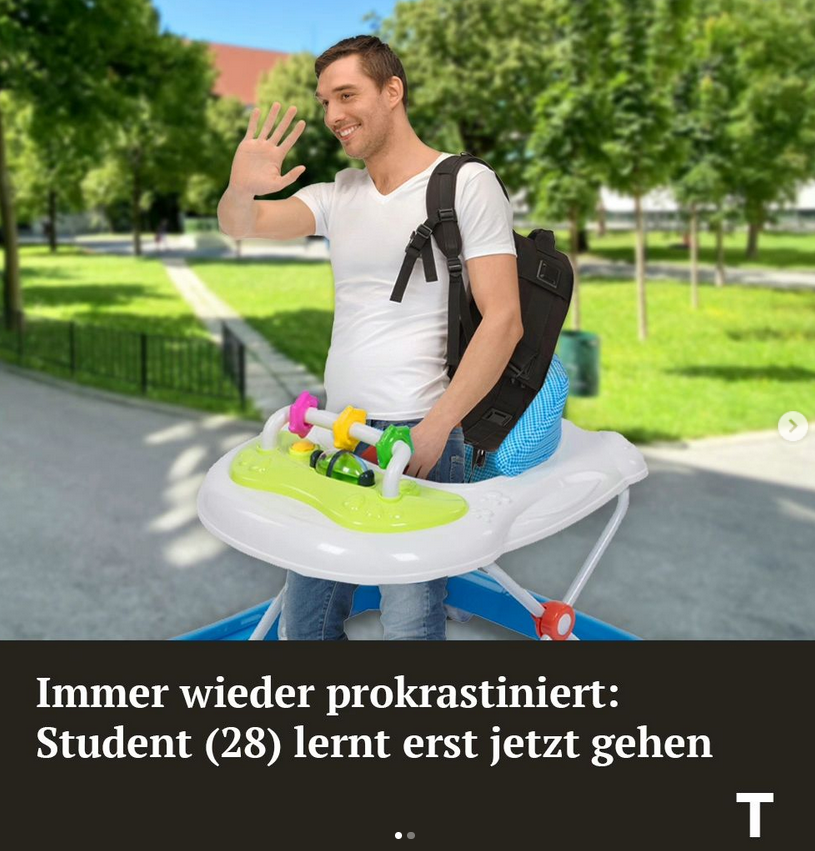 Immer wieder prokrastiniert:
Student (28) lernt erst jetzt gehen
T